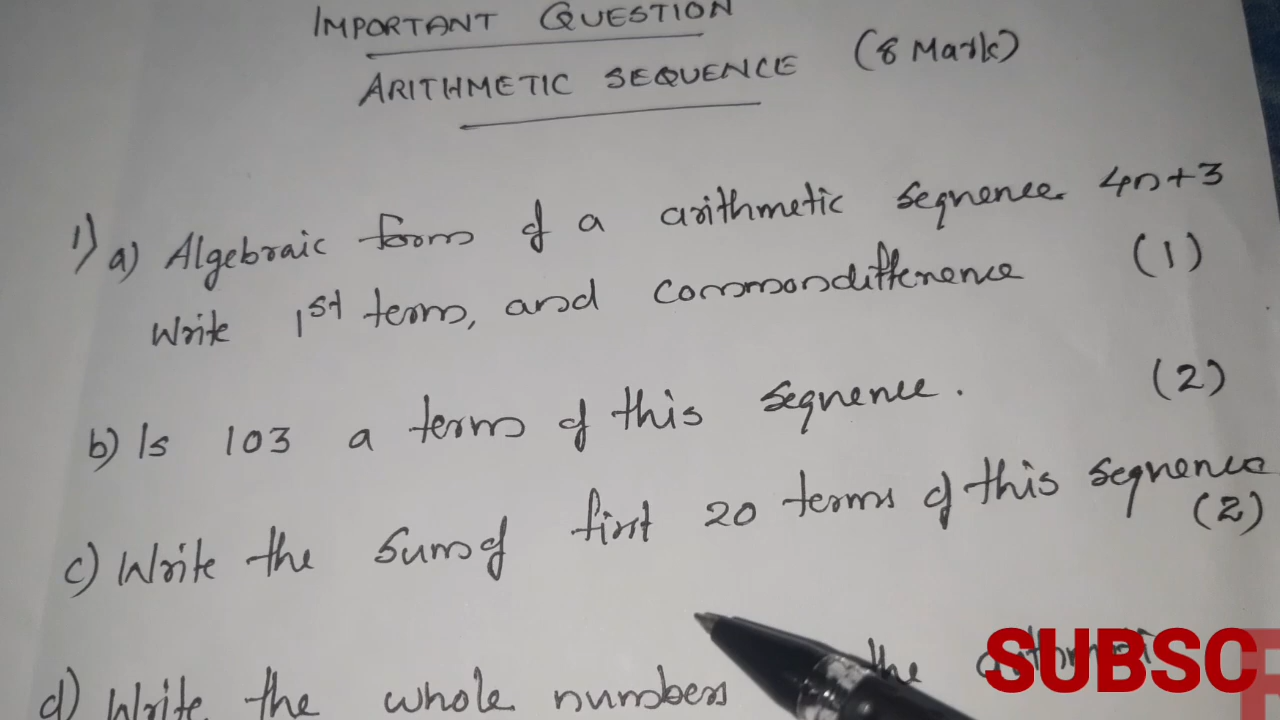 IMPORTANT QUESTION
ARITHMETIC SEQUENCE (8 Mark)
1) a) Algebraic form of a arithmetic sequence 4n+3
Write 1st term, and commondifference (1)
b) Is 103 a term of this sequence. (2)
c) Write the sum of first 20 terms of this sequence
(2)
d) Write the whole numbers the
SUBSC